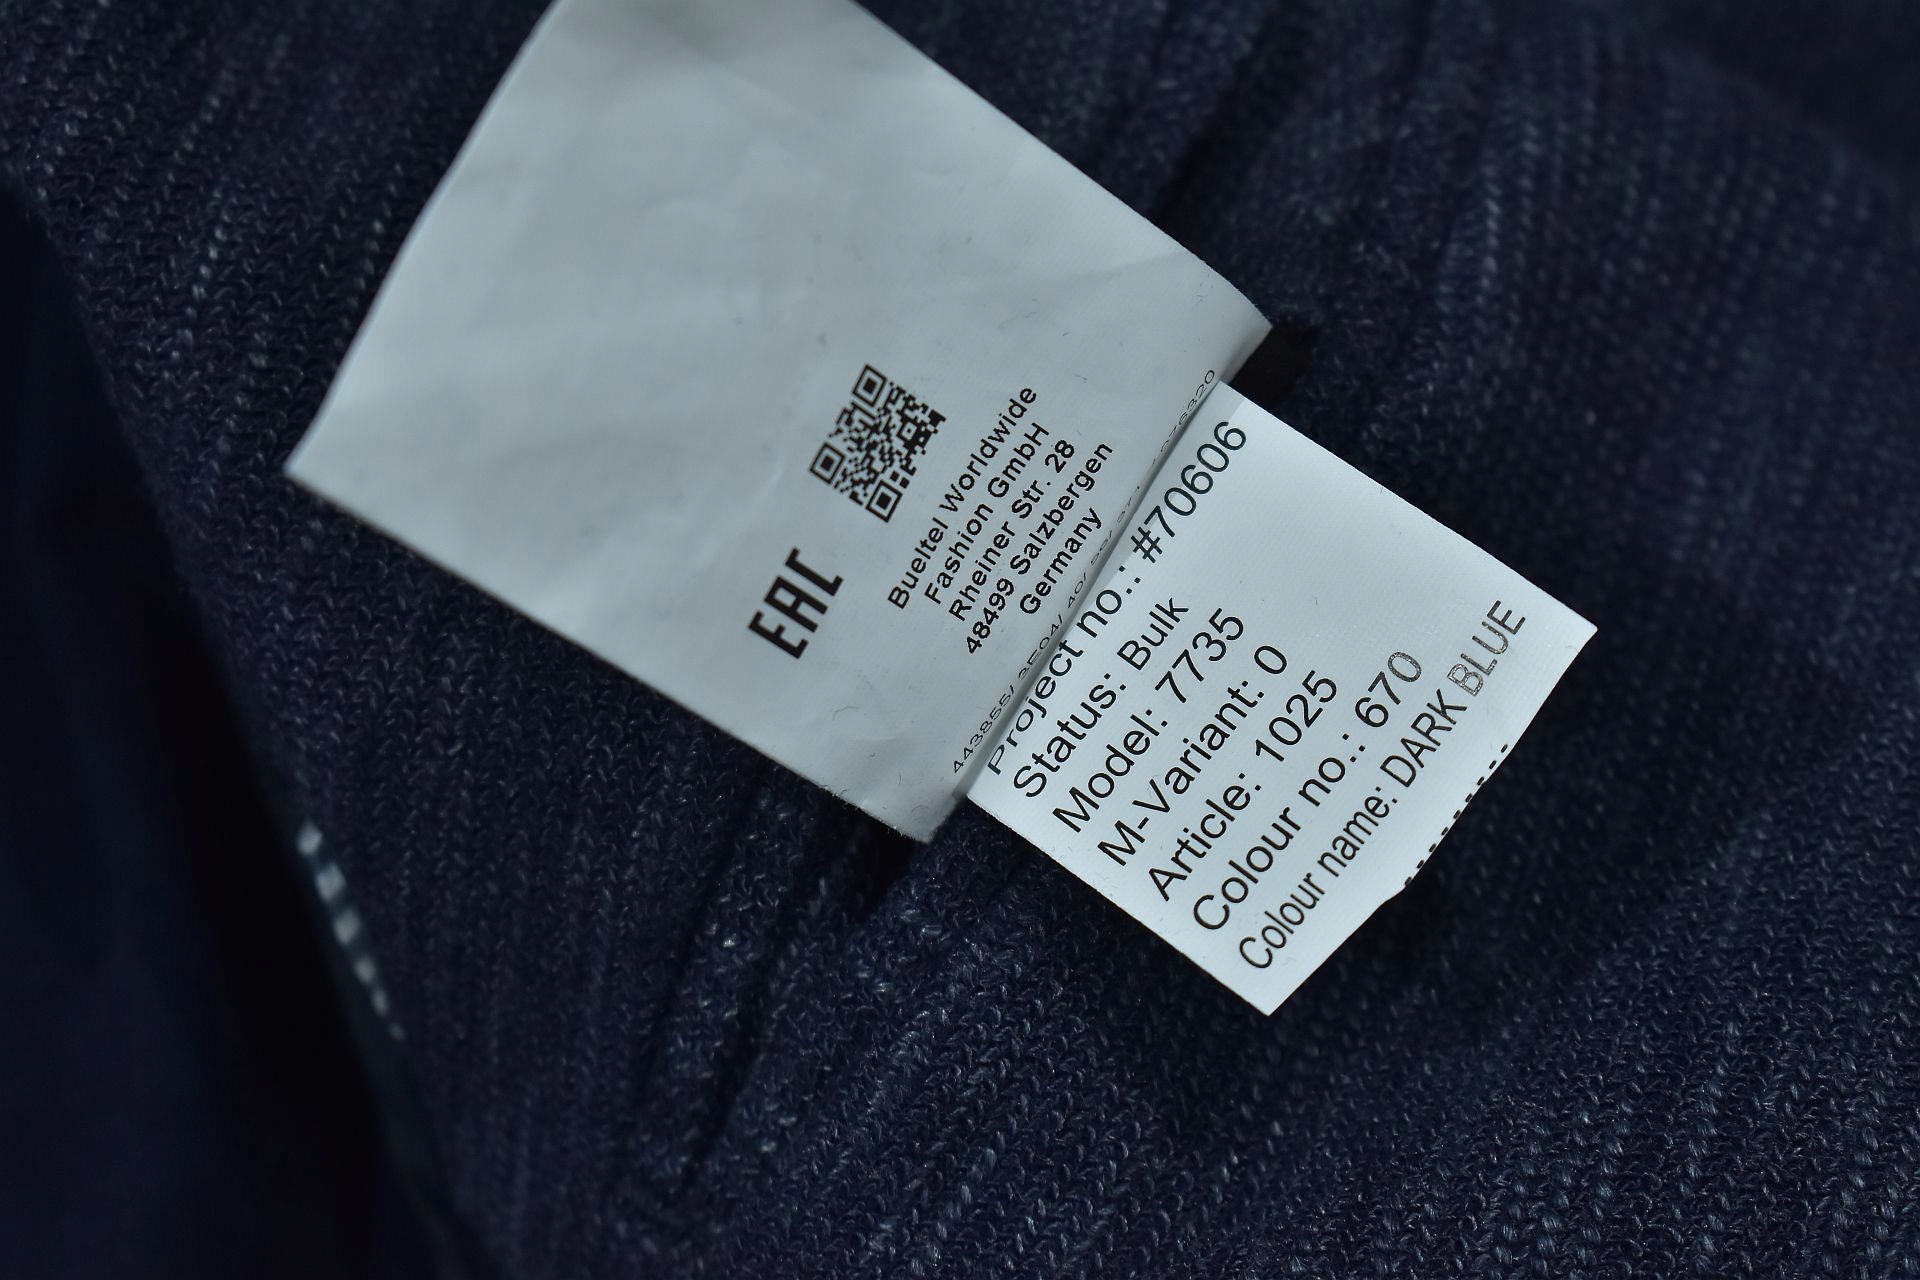 EAC
Bueltel Worldwide
Fashion GmbH
Rheiner Str. 28
48499 Salzbergen
Germany
Project no.: #70606
Status: Bulk
Model: 7735
M-Variant: 0
Article: 1025
Colour no.: 670
Colour name: DARK BLUE